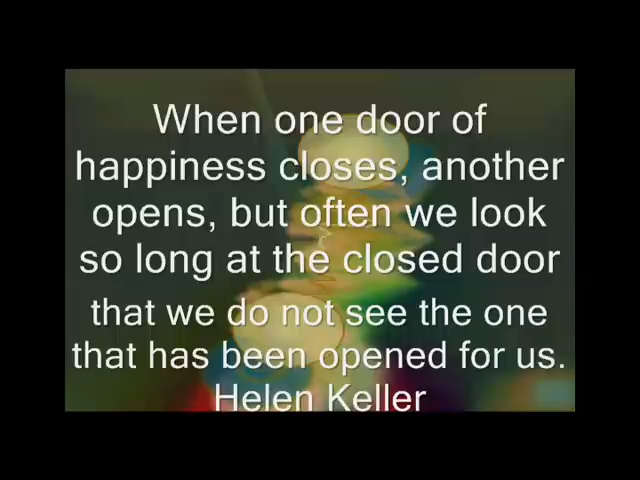 When one door of
happiness closes, another
opens, but often we look
so long at the closed door
that we do not see the one
that has been opened for us.
Helen Keller